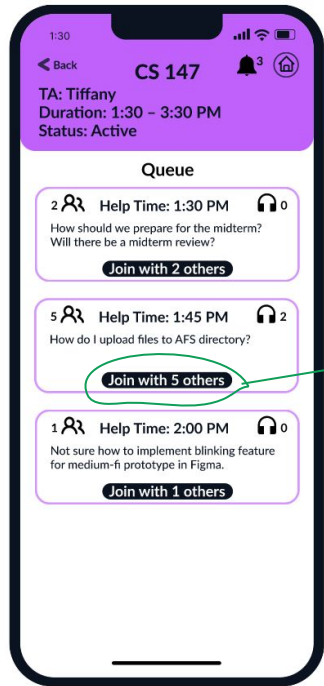 1:30
Back
CS 147
3
TA: Tiffany
Duration: 1:30 – 3:30 PM
Status: Active
Queue
2 Help Time: 1:30 PM 0
How should we prepare for the midterm?
Will there be a midterm review?
Join with 2 others
5 Help Time: 1:45 PM 2
How do I upload files to AFS directory?
Join with 5 others
1 Help Time: 2:00 PM 0
Not sure how to implement blinking feature
for medium-fi prototype in Figma.
Join with 1 others